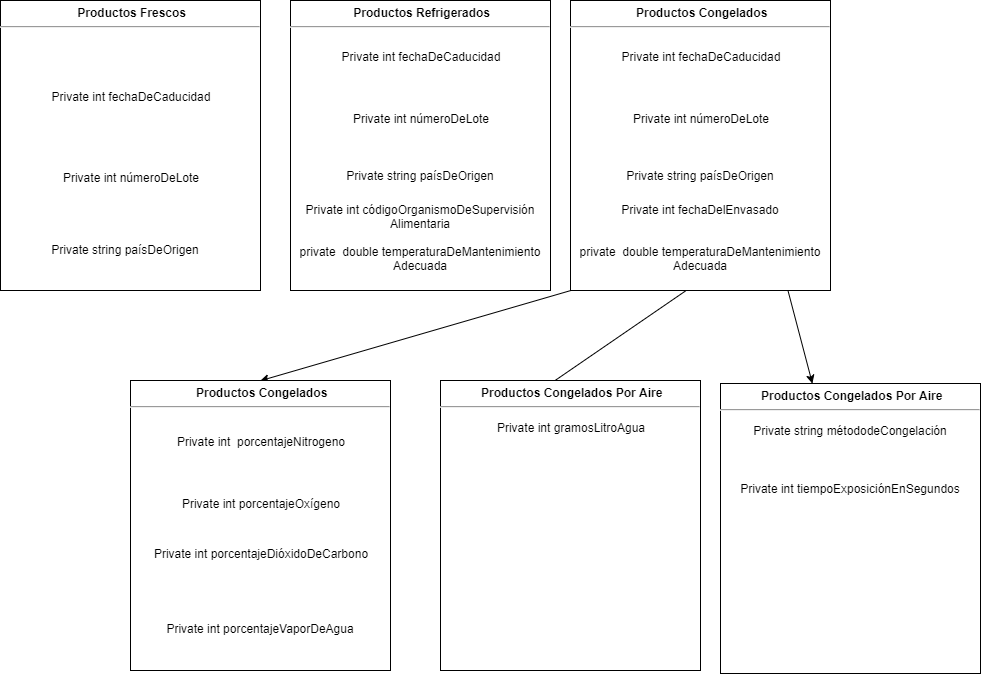 Productos Frescos
Private int fechaDeCaducidad
Private int númeroDeLote
Private string paísDeOrigen
Productos Refrigerados
Private int fechaDeCaducidad
Private int númeroDeLote
Private string paísDeOrigen
Private int códigoOrganismoDeSupervisión
Alimentaria
private  double temperaturaDeMantenimiento
Adecuada
Productos Congelados
Private int fechaDeCaducidad
Private int númeroDeLote
Private string paísDeOrigen
Private int fechaDelEnvasado
private  double temperaturaDeMantenimiento
Adecuada
Productos Congelados
Private int  porcentajeNitrogeno
Private int porcentajeOxígeno
Private int porcentajeDióxidoDeCarbono
Private int porcentajeVaporDeAgua
Productos Congelados Por Aire
Private int gramosLitroAgua
Productos Congelados Por Aire
Private string métododeCongelación
Private int tiempoExposiciónEnSegundos